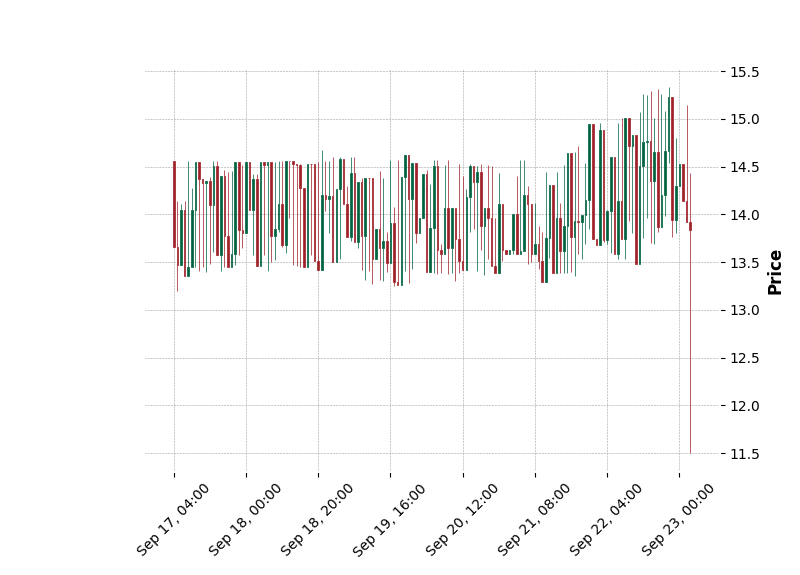 15.5
15.0
14.5
14.0
13.5
13.0
12.5
12.0
11.5
Price
Sep 17, 04:00
Sep 18, 00:00
Sep 18, 20:00
Sep 19, 16:00
Sep 20, 12:00
Sep 21, 08:00
Sep 22, 04:00
Sep 23, 00:00